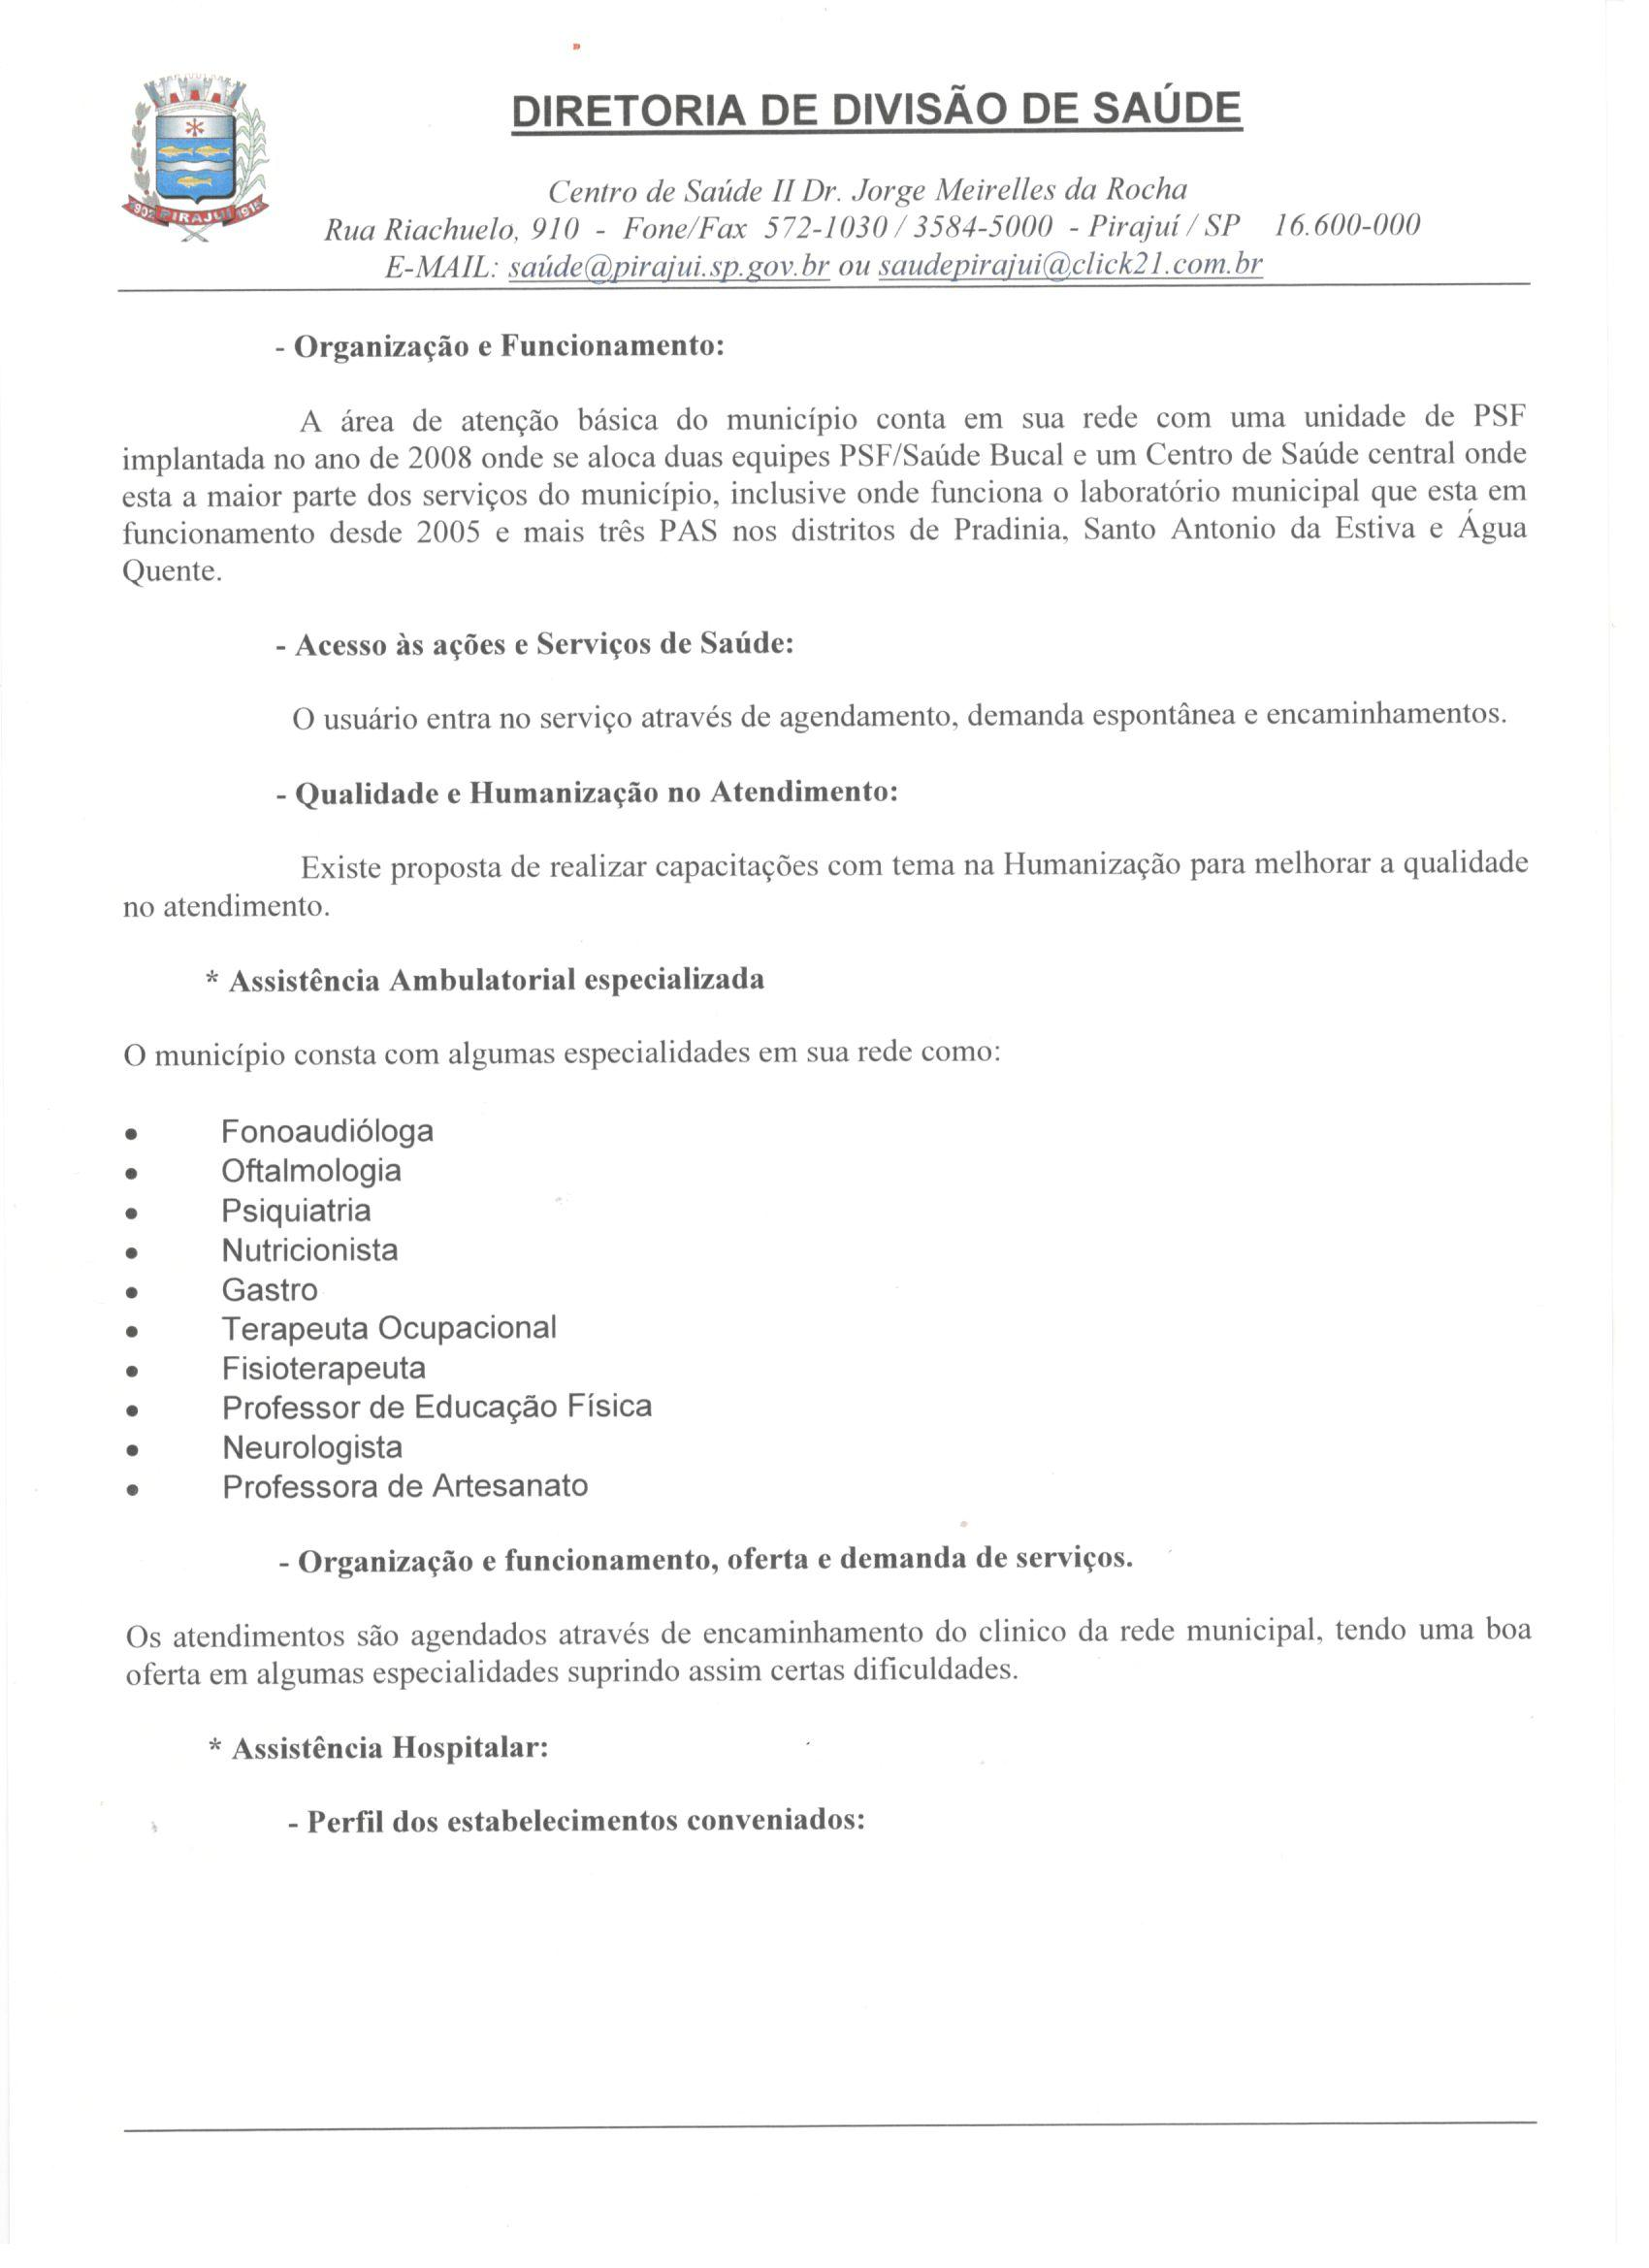 DIRETORIA DE DIVISÃO DE SAÚDE
Centro de Saúde II Dr. Jorge Meirelles da Rocha
Rua Riachuelo, 910 - Fone/Fax 572-1030 / 3584-5000 - Pirajuí / SP 16.600-000
E-MAIL: saúde@pirajui.sp.gov.br ou saudepirajui@click21.com.br
1902 PIRAJUI 1915
- Organização e Funcionamento:
A área de atenção básica do município conta em sua rede com uma unidade de PSF
implantada no ano de 2008 onde se aloca duas equipes PSF/Saúde Bucal e um Centro de Saúde central onde
esta a maior parte dos serviços do município, inclusive onde funciona o laboratório municipal que esta em
funcionamento desde 2005 e mais três PAS nos distritos de Pradinia, Santo Antonio da Estiva e Água
Quente.
- Acesso às ações e Serviços de Saúde:
O usuário entra no serviço através de agendamento, demanda espontânea e encaminhamentos.
- Qualidade e Humanização no Atendimento:
Existe proposta de realizar capacitações com tema na Humanização para melhorar a qualidade
no atendimento.
* Assistência Ambulatorial especializada
O município consta com algumas especialidades em sua rede como:
• Fonoaudióloga
• Oftalmologia
• Psiquiatria
• Nutricionista
• Gastro
• Terapeuta Ocupacional
• Fisioterapeuta
• Professor de Educação Física
• Neurologista
• Professora de Artesanato
- Organização e funcionamento, oferta e demanda de serviços.
Os atendimentos são agendados através de encaminhamento do clinico da rede municipal, tendo uma boa
oferta em algumas especialidades suprindo assim certas dificuldades.
* Assistência Hospitalar:
- Perfil dos estabelecimentos conveniados: